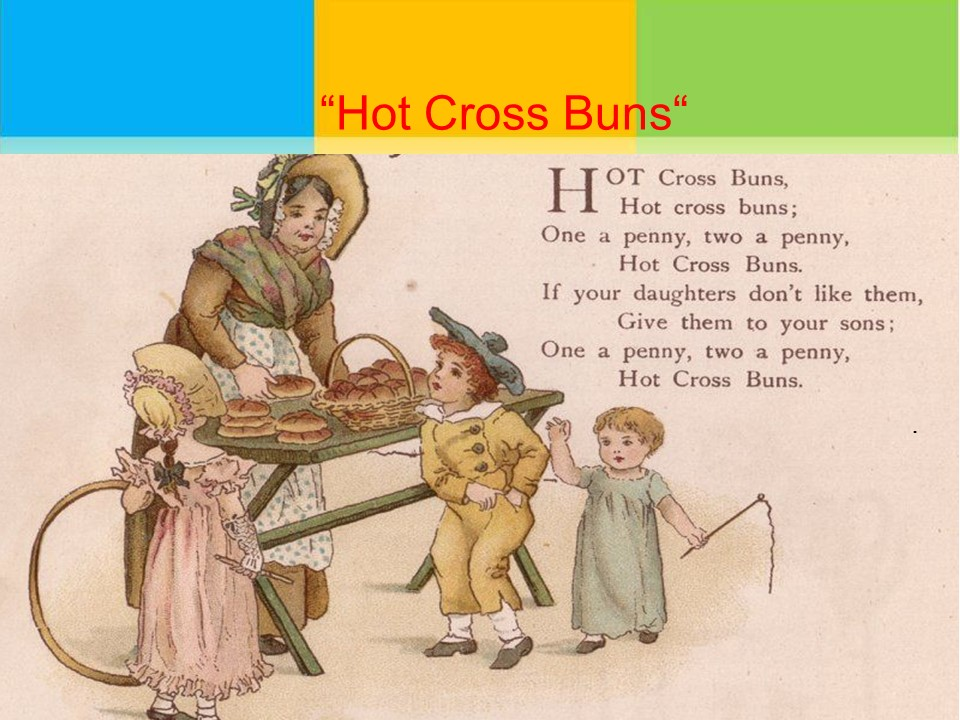 “Hot Cross Buns“
HOT Cross Buns,
Hot cross buns;
One a penny, two a penny,
Hot Cross Buns.
If your daughters don't like them,
Give them to your sons;
One a penny, two a penny,
Hot Cross Buns.
.